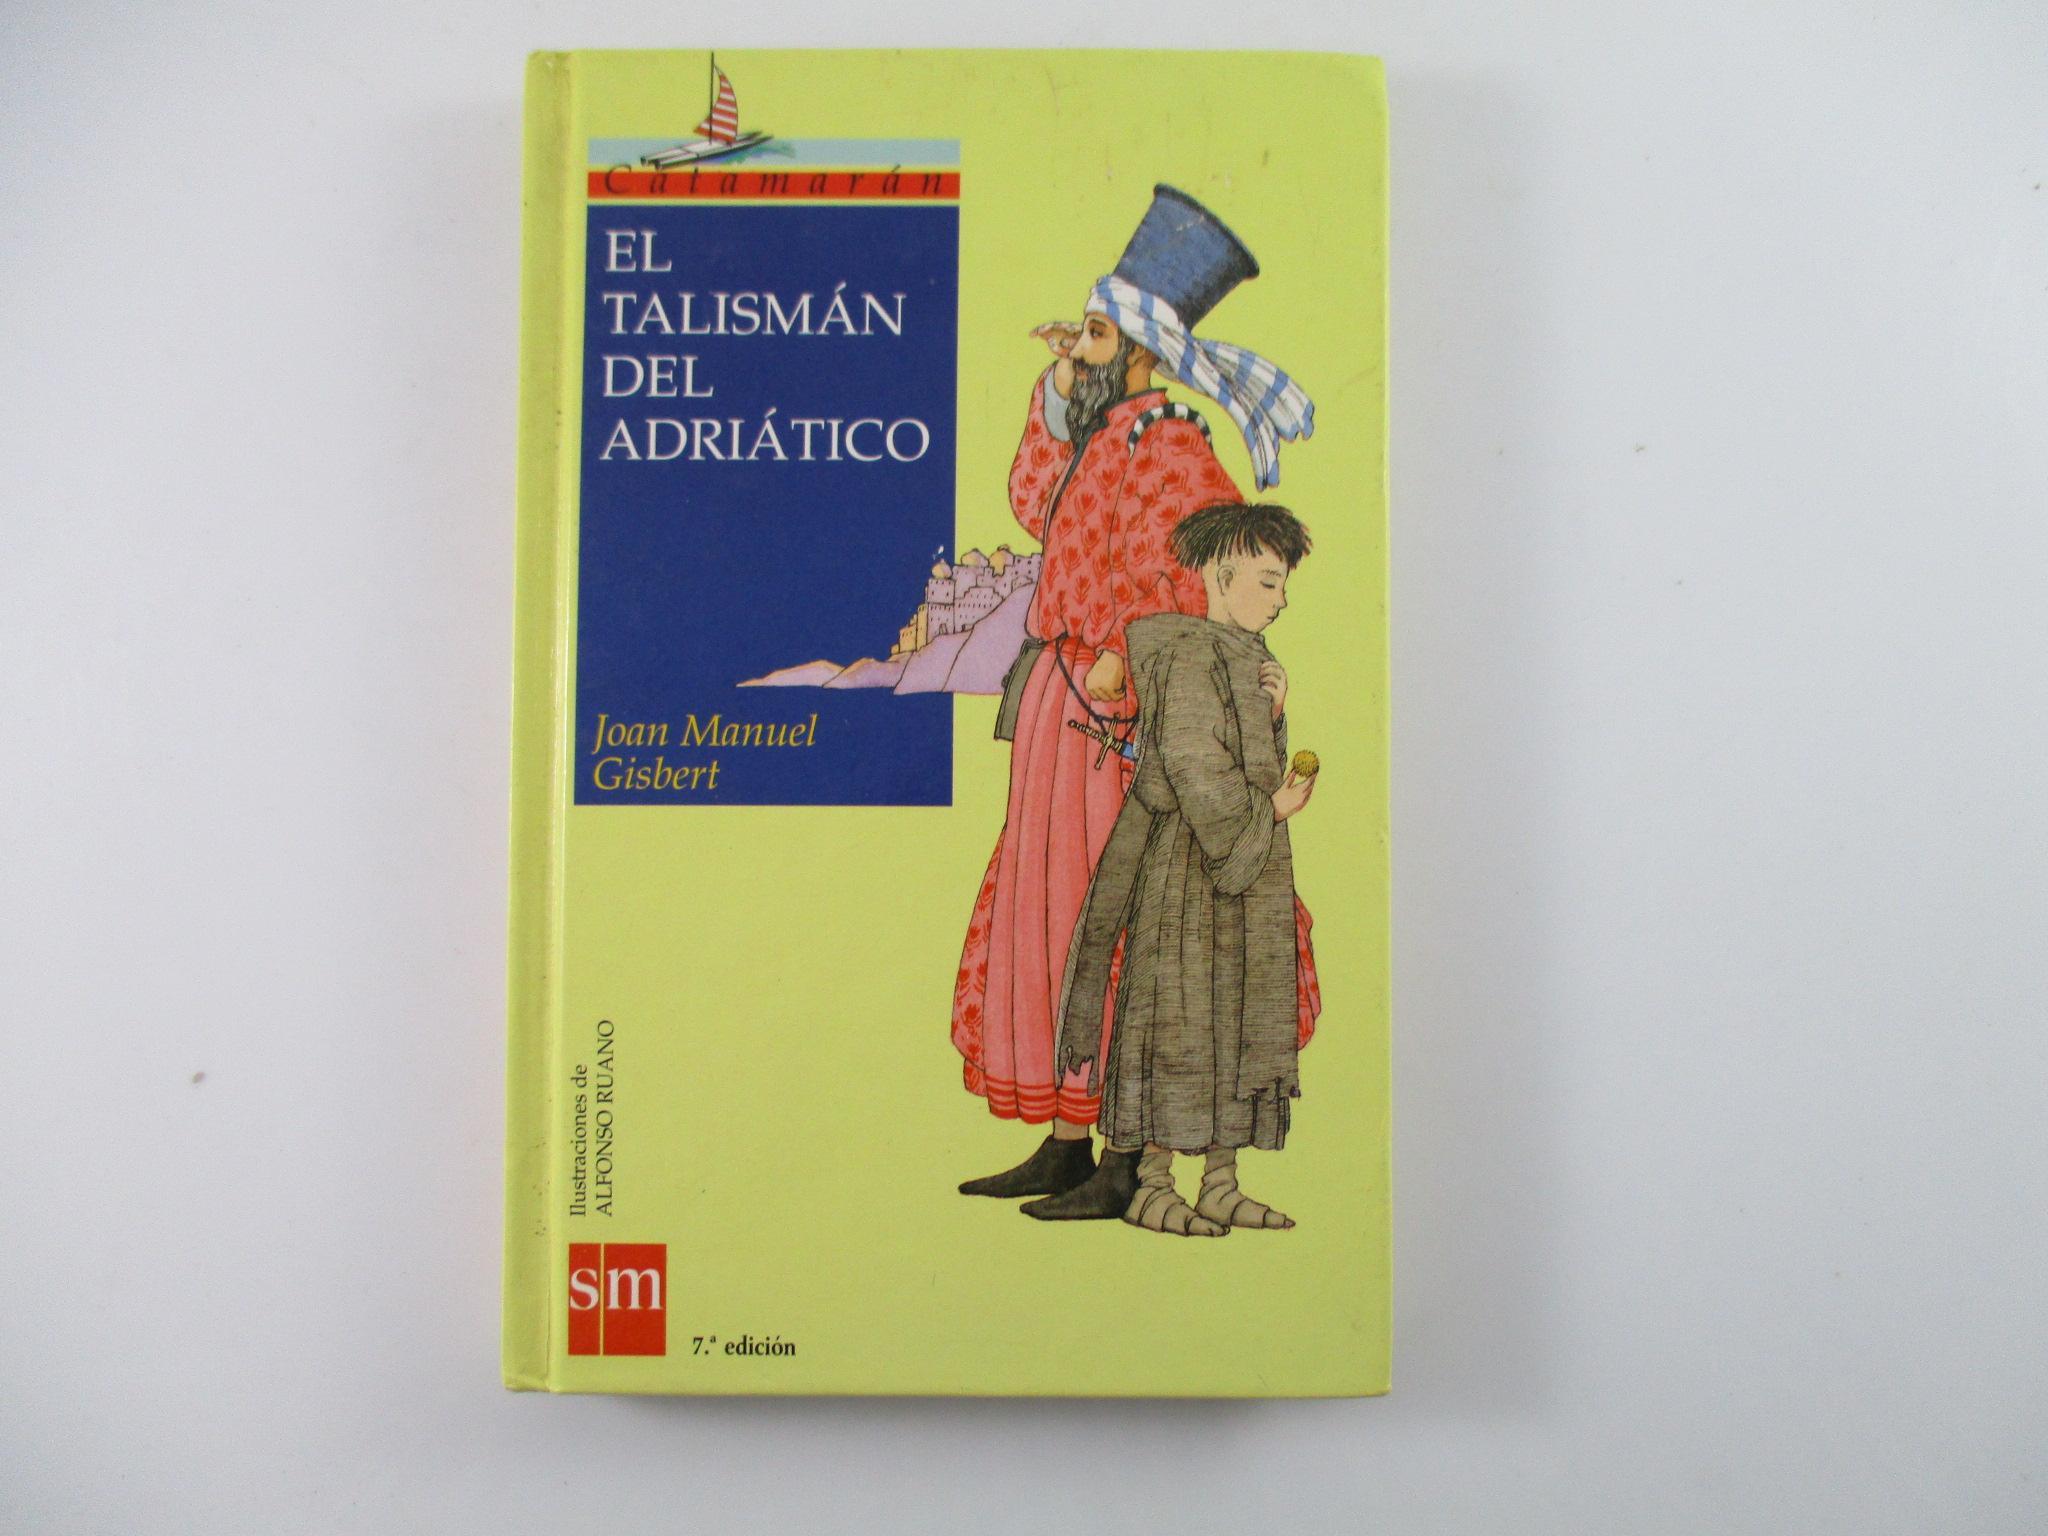 Catamarán
EL
TALISMÁN
DEL
ADRIÁTICO
Joan Manuel
Gisbert
Ilustraciones de
ALFONSO RUANO
sm
7.ª edición